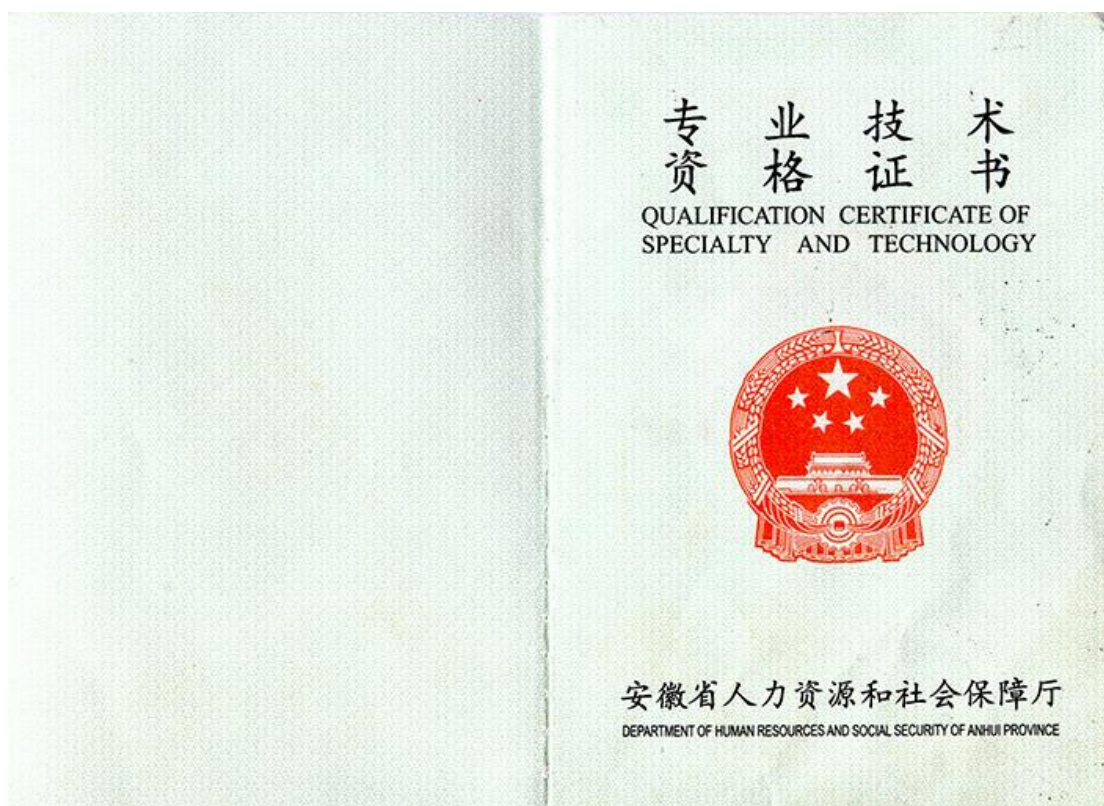 专业技术
资格证书
QUALIFICATION CERTIFICATE OF
SPECIALTY AND TECHNOLOGY
安徽省人力资源和社会保障厅
DEPARTMENT OF HUMAN RESOURCES AND SOCIAL SECURITY OF ANHUI PROVINCE